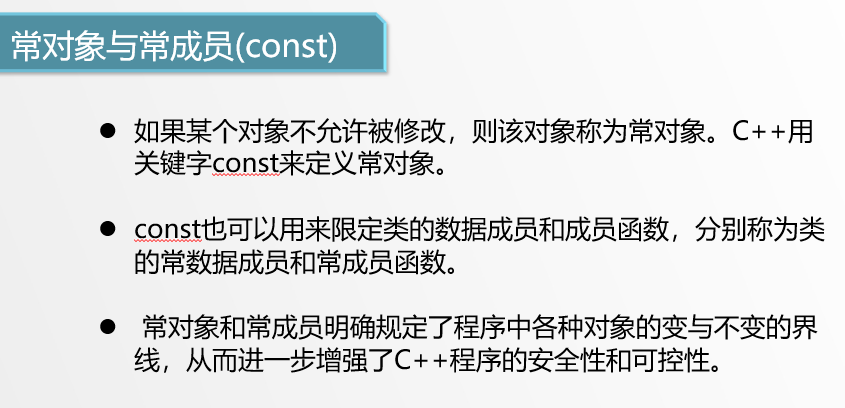 常对象与常成员(const)
● 如果某个对象不允许被修改，则该对象称为常对象。C++用
关键字const来定义常对象。
● const也可以用来限定类的数据成员和成员函数，分别称为类
的常数据成员和常成员函数。
● 常对象和常成员明确规定了程序中各种对象的变与不变的界
线，从而进一步增强了C++程序的安全性和可控性。